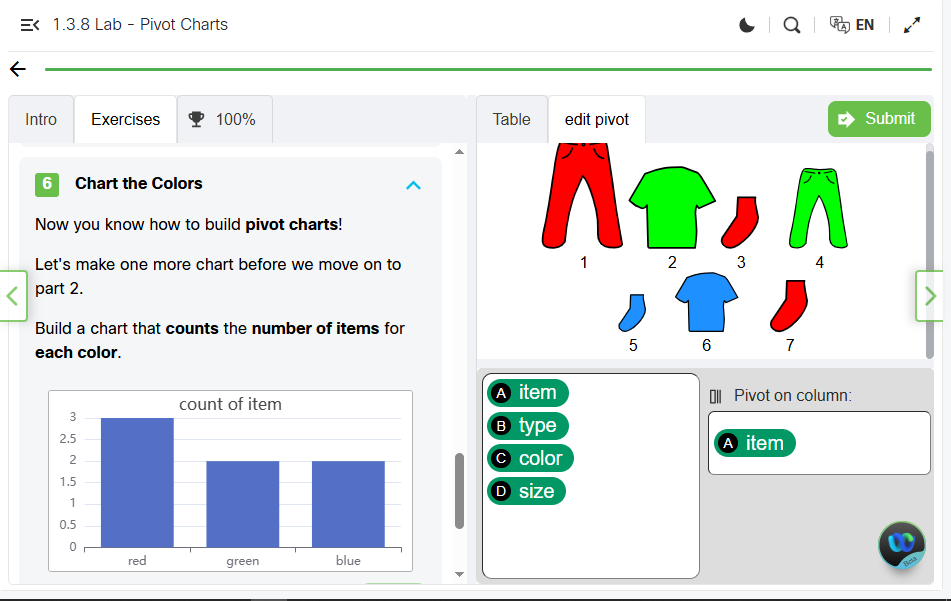 1.3.8 Lab - Pivot Charts
EN
Intro
Exercises
100%
6
Chart the Colors
Now you know how to build pivot charts!
Let's make one more chart before we move on to
part 2.
Build a chart that counts the number of items for
each color.
count of item
3
2.5
2
1.5
1
0.5
0
red green blue
Table
edit pivot
Submit
1 2 3 4
5 6 7
A item
B type
C color
D size
Pivot on column:
A item
Beta